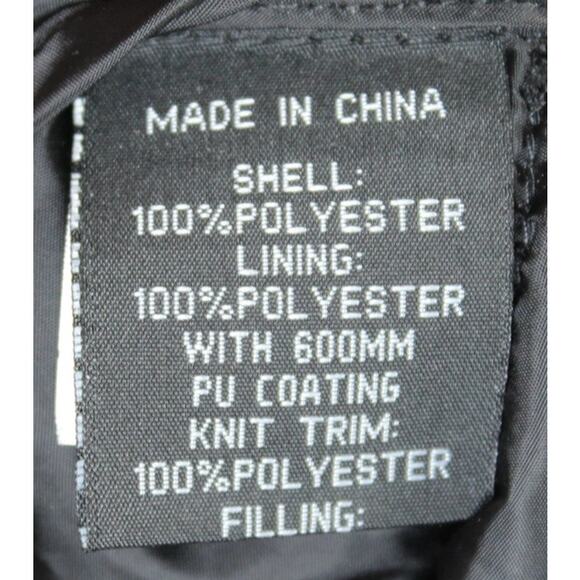 MADE IN CHINA
SHELL:
100%POLYESTER
LINING:
100%POLYESTER
WITH 600MM
PU COATING
KNIT TRIM:
100%POLYESTER
FILLING: